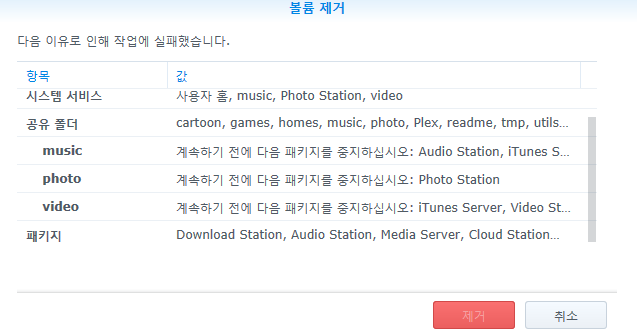 볼륨 제거
다음 이유로 인해 작업에 실패했습니다.
항목 값
시스템 서비스 사용자 홈, music, Photo Station, video
공유 폴더 cartoon, games, homes, music, photo, Plex, readme, tmp, utils...
music 계속하기 전에 다음 패키지를 중지하십시오: Audio Station, iTunes S...
photo 계속하기 전에 다음 패키지를 중지하십시오: Photo Station
video 계속하기 전에 다음 패키지를 중지하십시오: iTunes Server, Video St...
패키지 Download Station, Audio Station, Media Server, Cloud Station...
제거 취소